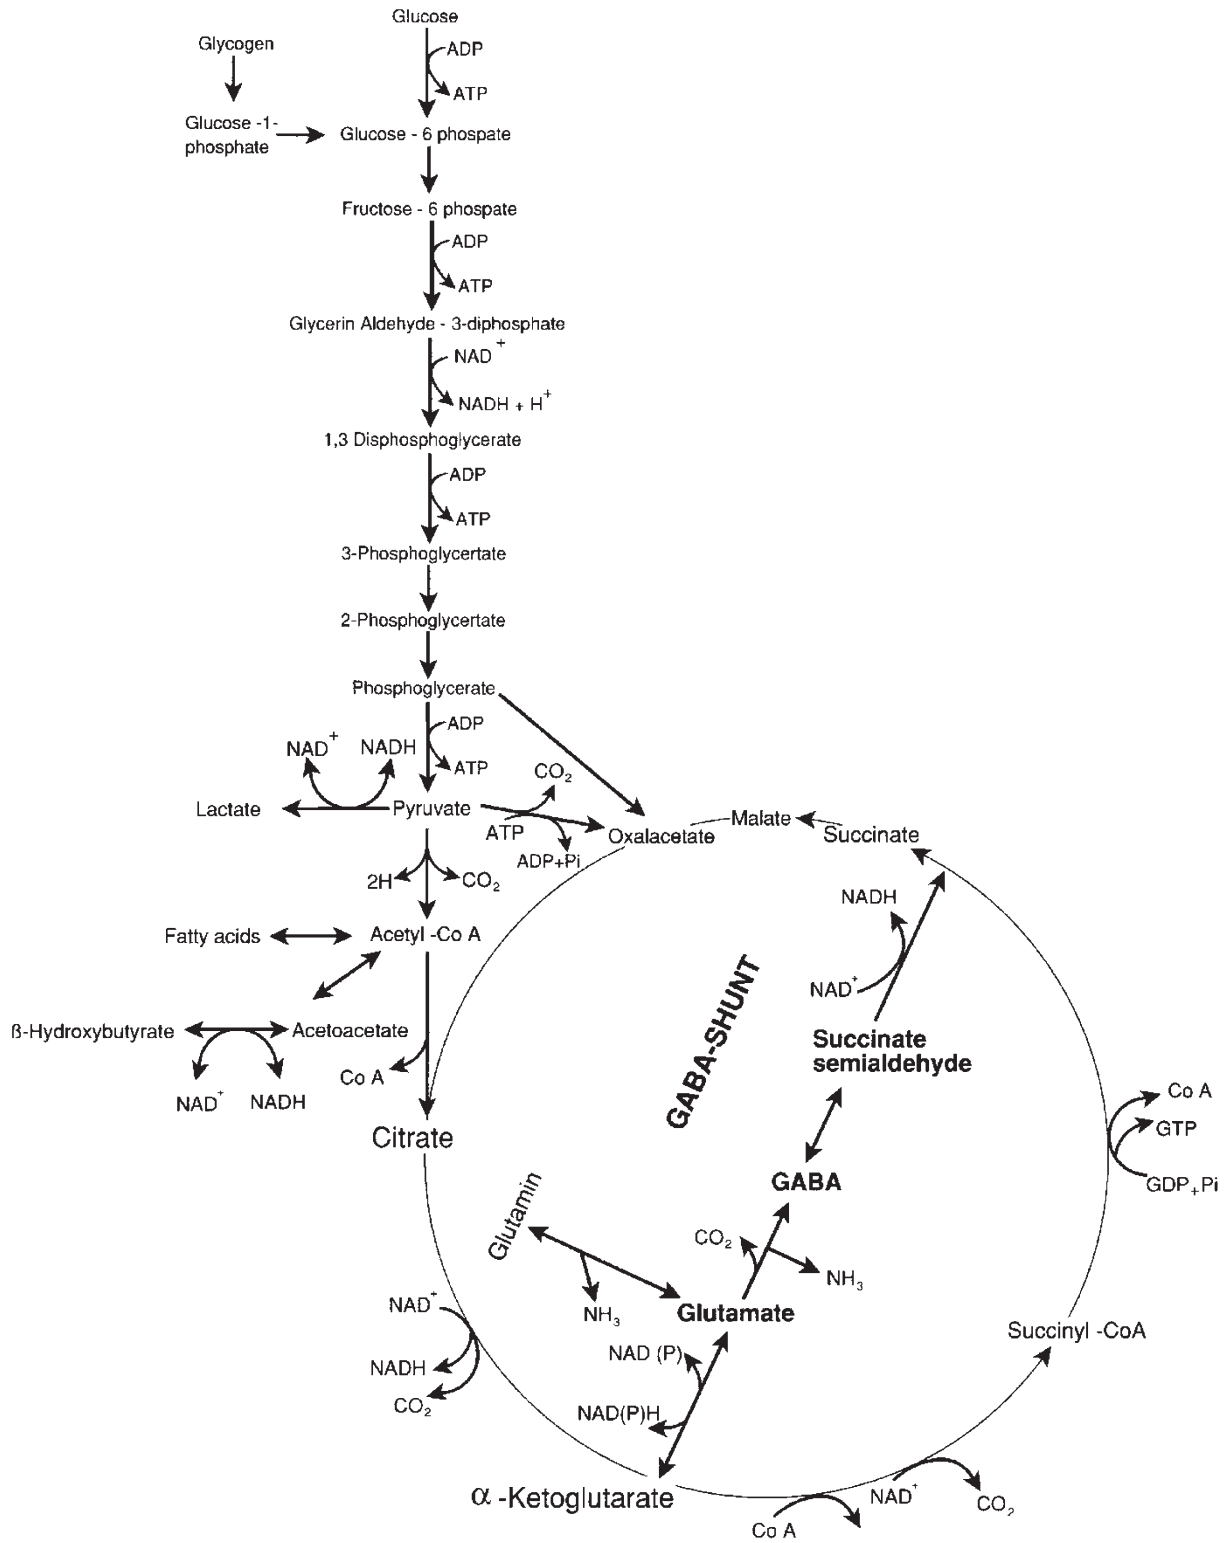 Glucose
Glycogen
ADP
ATP
Glucose -1-
phosphate
Glucose - 6 phospate
Fructose - 6 phospate
ADP
ATP
Glycerin Aldehyde - 3-diphosphate
NAD+
NADH + H+
1,3 Disphosphoglycerate
ADP
ATP
3-Phosphoglycertate
2-Phosphoglycertate
Phosphoglycerate
ADP
NAD+
NADH
ATP
CO2
Lactate
Pyruvate
ATP
Oxalacetate
Malate
Succinate
ADP+Pi
2H
CO2
NADH
Fatty acids
Acetyl -Co A
NAD+
GABA-SHUNT
ß-Hydroxybutyrate
Acetoacetate
Succinate
semialdehyde
Co A
NAD+
NADH
Co A
GTP
Citrate
GABA
GDP+Pi
Glutamin
CO2
NH3
NH3
Glutamate
NAD+
Succinyl -CoA
NAD (P)
NADH
CO2
NAD(P)H
α -Ketoglutarate
NAD+
CO2
Co A